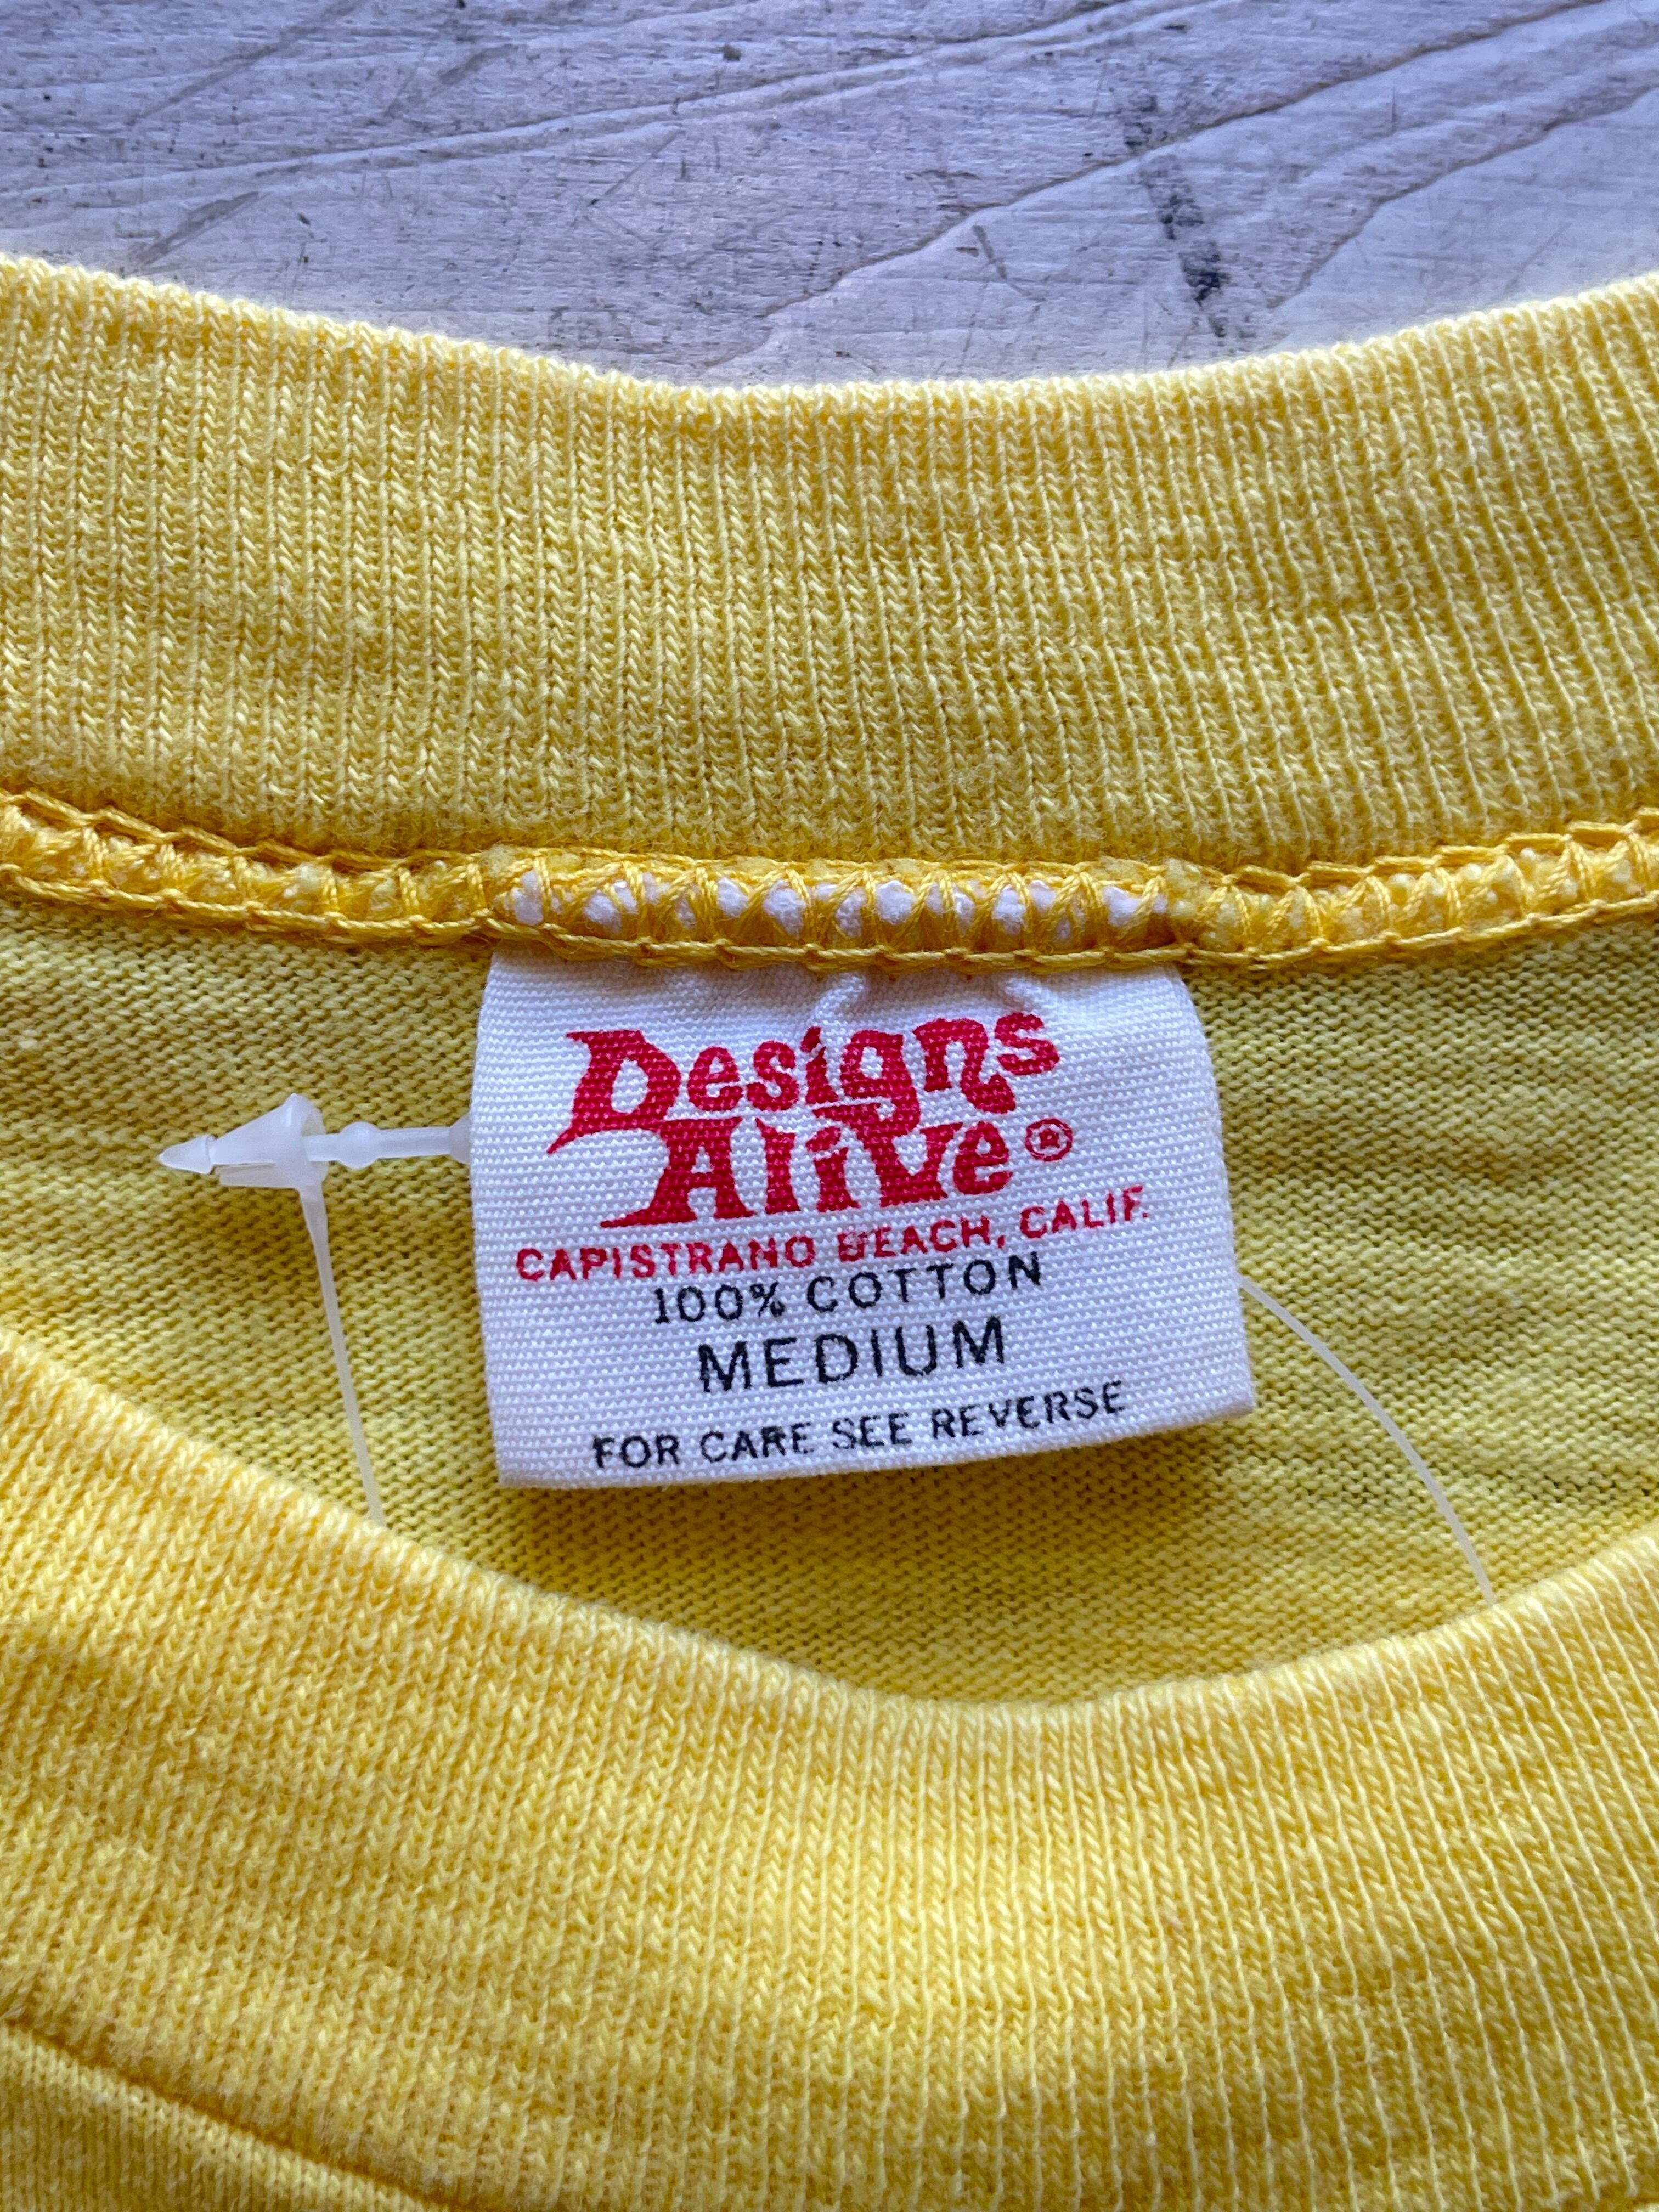 Designs
Alive®
CAPISTRANO BEACH, CALIF.
100% COTTON
MEDIUM
FOR CARE SEE REVERSE